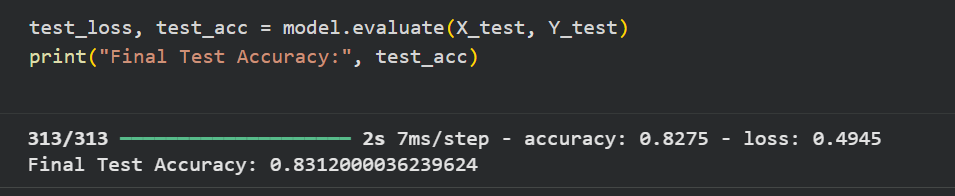 test_loss, test_acc = model.evaluate(X_test, Y_test)
print("Final Test Accuracy:", test_acc)
313/313 ━━━━━━━━━━━━━━━━━━━━ 2s 7ms/step - accuracy: 0.8275 - loss: 0.4945
Final Test Accuracy: 0.8312000036239624